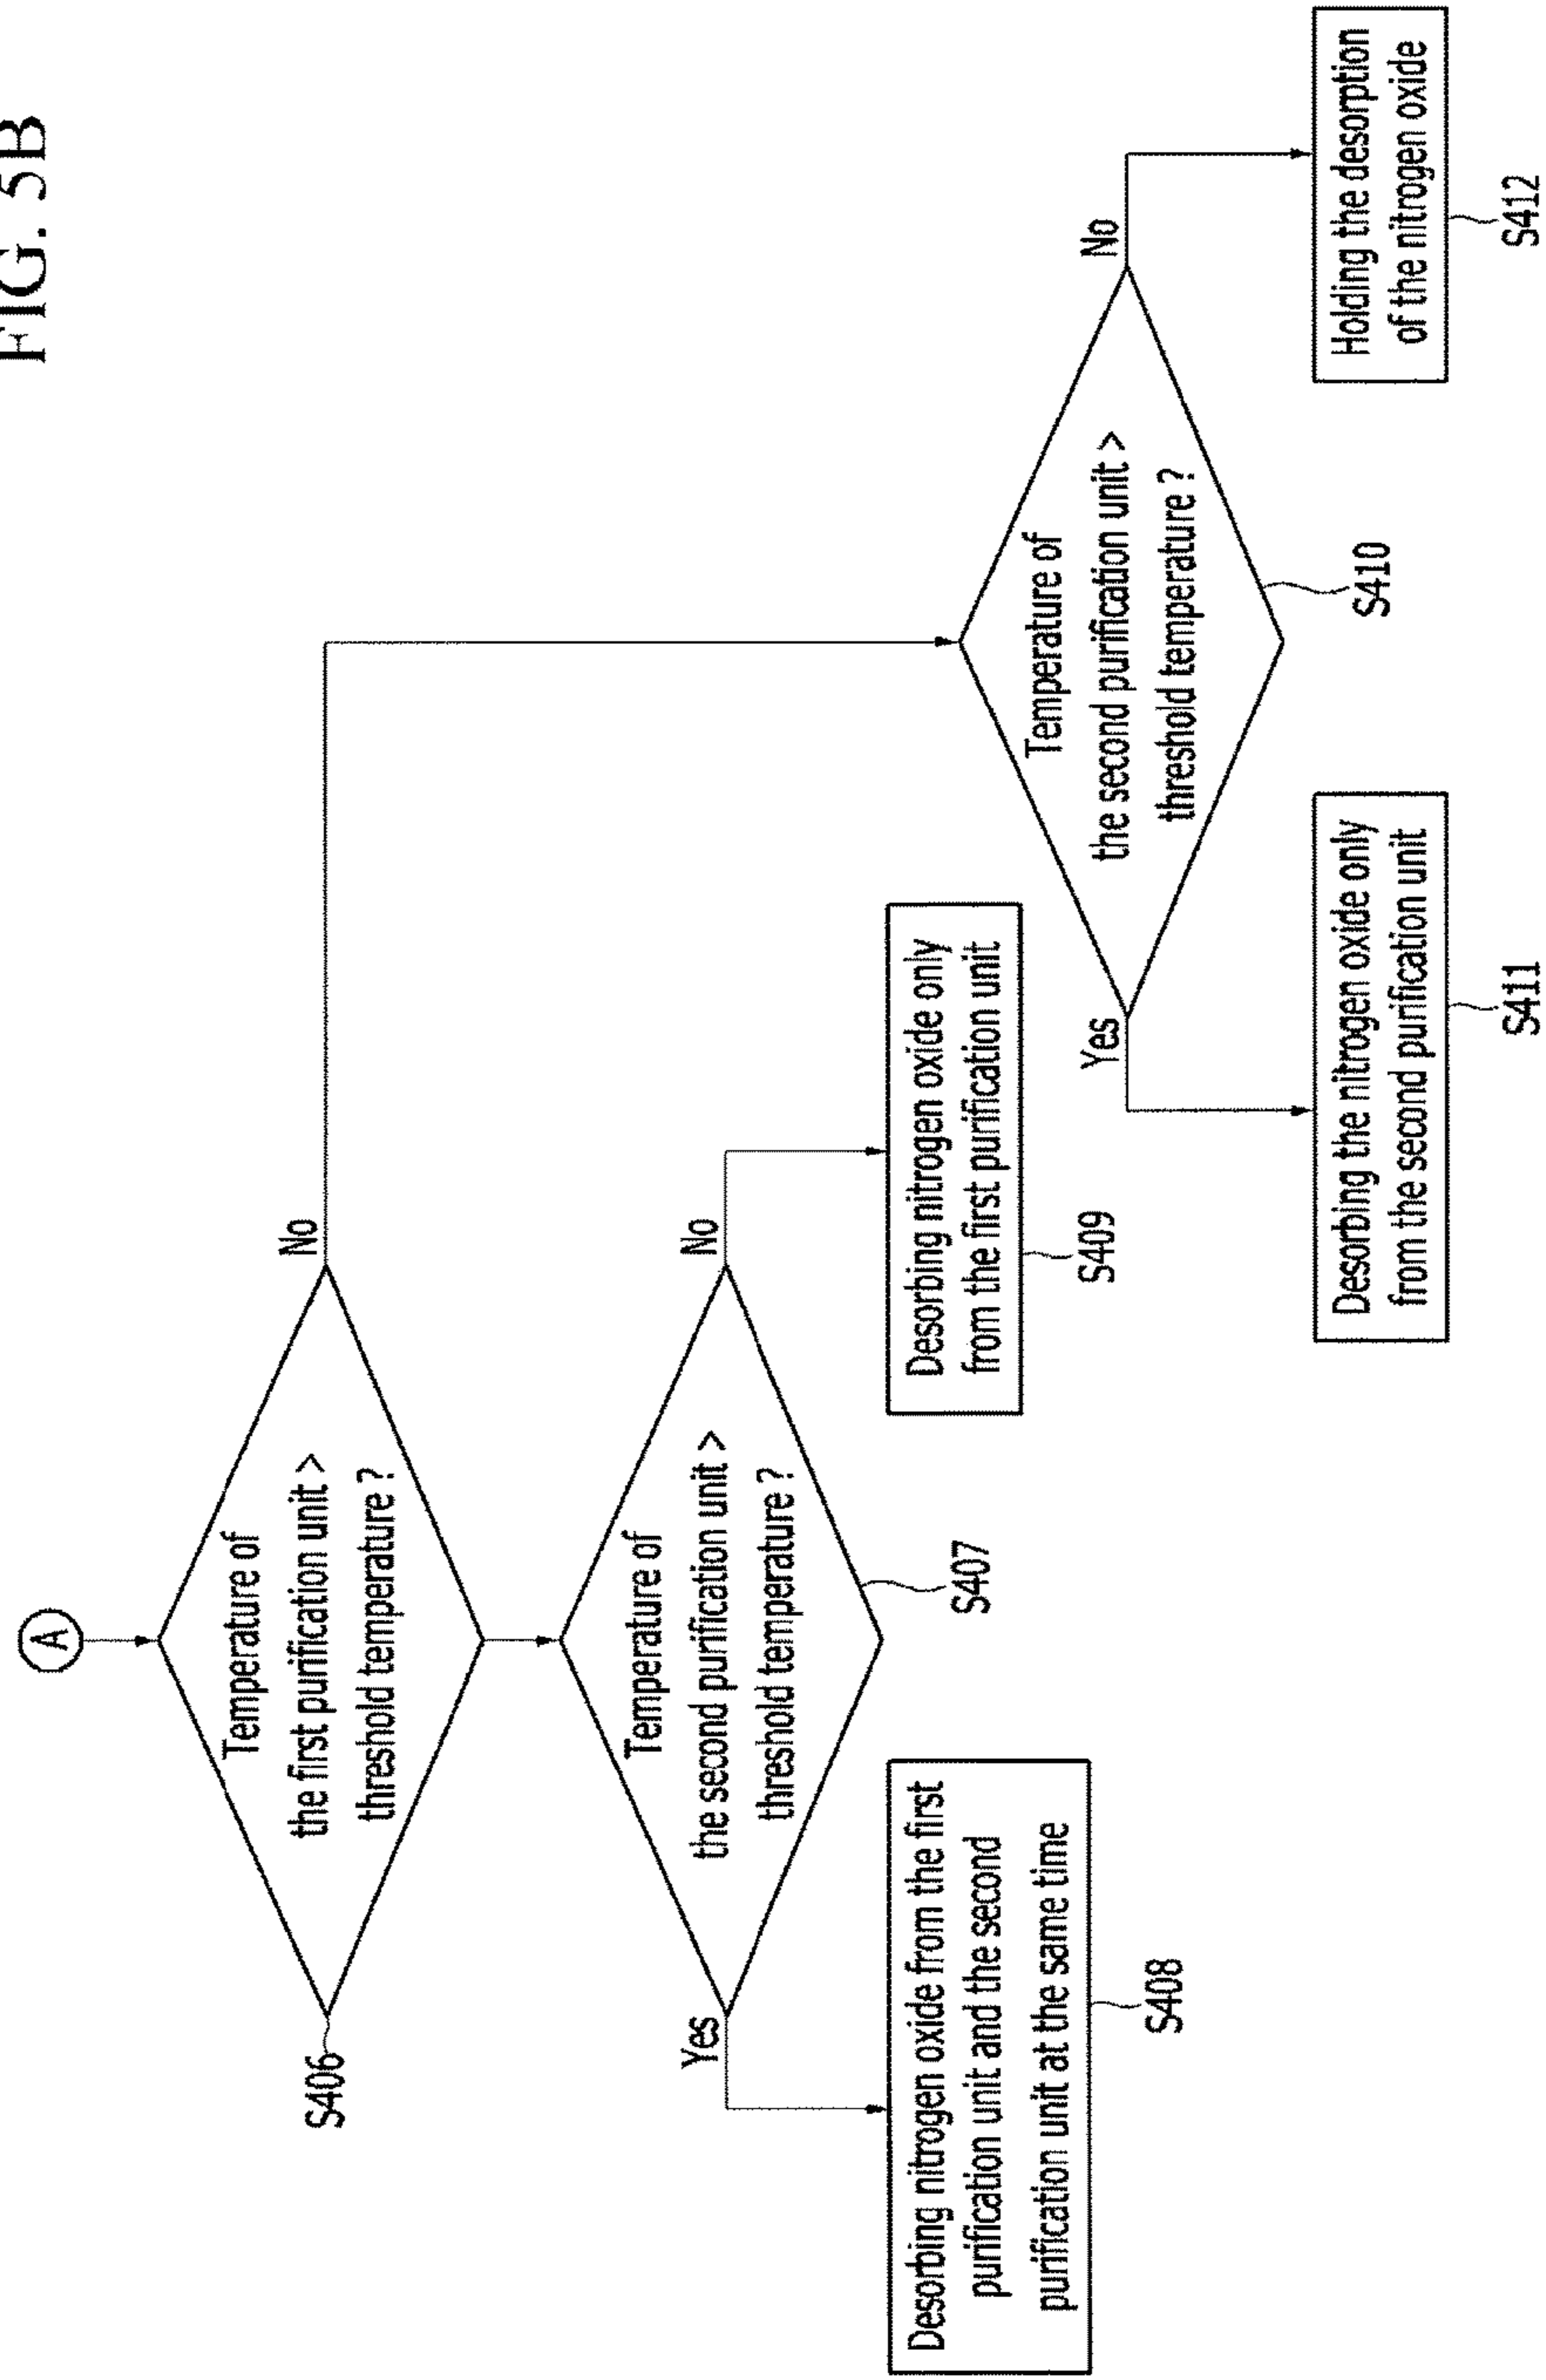 FIG. 5B
A
Temperature of
the first purification unit >
threshold temperature ?
S406
No
Temperature of
the second purification unit >
threshold temperature ?
S407
Yes
No
Desorbing nitrogen oxide from the first
purification unit and the second
purification unit at the same time
S408
Desorbing nitrogen oxide only
from the first purification unit
S409
Temperature of
the second purification unit >
threshold temperature ?
S410
Yes
No
Desorbing the nitrogen oxide only
from the second purification unit
S411
Holding the desorption
of the nitrogen oxide
S412